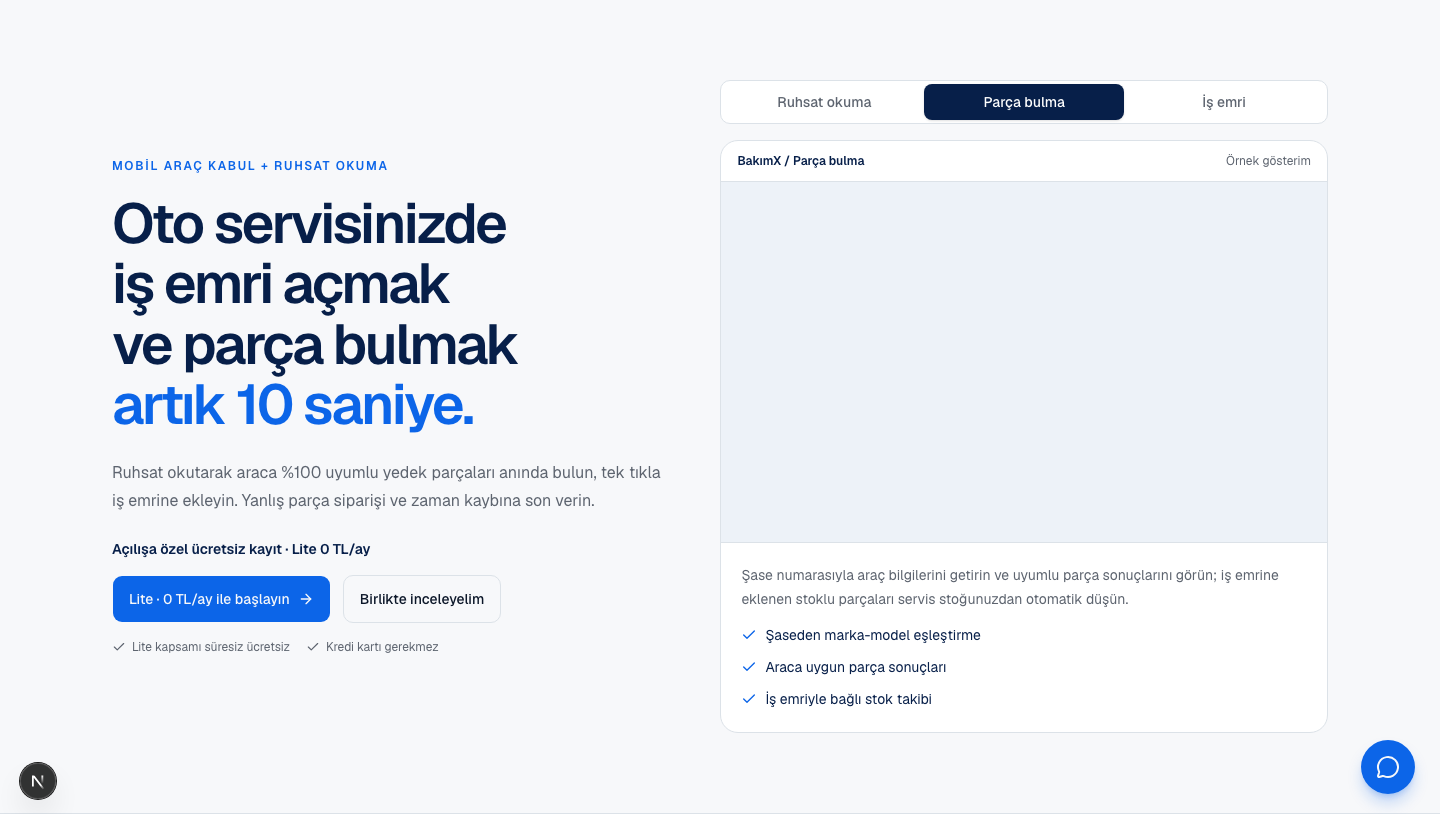 MOBİL ARAÇ KABUL + RUHSAT OKUMA
Oto servisinizde
iş emri açmak
ve parça bulmak
artık 10 saniye.
Ruhsat okutarak araca %100 uyumlu yedek parçaları anında bulun, tek tıkla
iş emrine ekleyin. Yanlış parça siparişi ve zaman kaybına son verin.
Açılışa özel ücretsiz kayıt · Lite 0 TL/ay
Lite · 0 TL/ay ile başlayın
Birlikte inceleyelim
Lite kapsamı süresiz ücretsiz
Kredi kartı gerekmez
Ruhsat okuma
Parça bulma
İş emri
BakımX / Parça bulma
Örnek gösterim
Şase numarasıyla araç bilgilerini getirin ve uyumlu parça sonuçlarını görün; iş emrine
eklenen stoklu parçaları servis stoğunuzdan otomatik düşün.
Şaseden marka-model eşleştirme
Araca uygun parça sonuçları
İş emriyle bağlı stok takibi
N